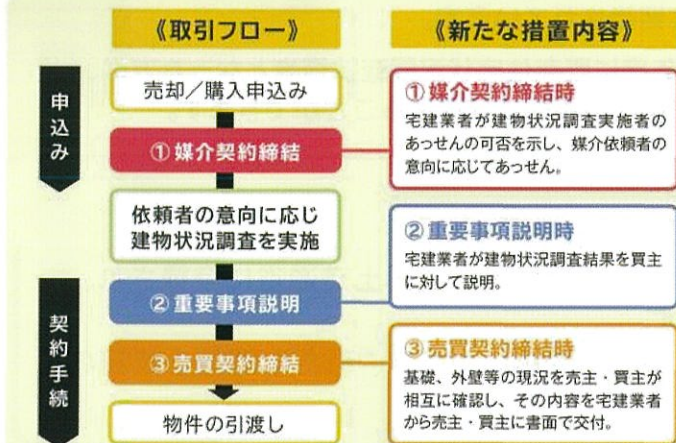 《取引フロー》
《新たな措置内容》
申込み
売却／購入申込み
①媒介契約締結
依頼者の意向に応じ
建物状況調査を実施
契約手続
②重要事項説明
③売買契約締結
物件の引渡し
①媒介契約締結時
宅建業者が建物状況調査実施者の
あっせんの可否を示し、媒介依頼者の
意向に応じてあっせん。
②重要事項説明時
宅建業者が建物状況調査結果を買主
に対して説明。
③売買契約締結時
基礎、外壁等の現況を売主・買主が
相互に確認し、その内容を宅建業者
から売主・買主に書面で交付。